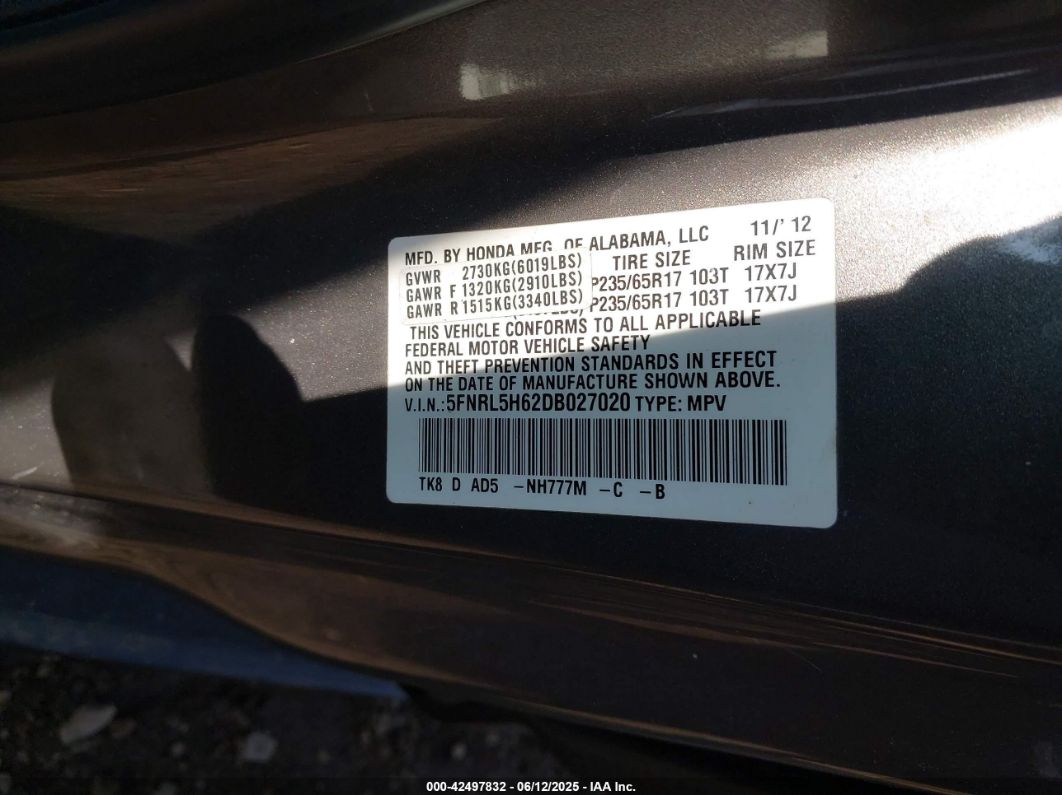 MFD. BY HONDA MFG. OF ALABAMA, LLC 11/' 12
GVWR 2730KG(6019LBS) TIRE SIZE RIM SIZE
GAWR F 1320KG(2910LBS) P235/65R17 103T 17X7J
GAWR R 1515KG(3340LBS) P235/65R17 103T 17X7J
THIS VEHICLE CONFORMS TO ALL APPLICABLE
FEDERAL MOTOR VEHICLE SAFETY
AND THEFT PREVENTION STANDARDS IN EFFECT
ON THE DATE OF MANUFACTURE SHOWN ABOVE.
V.I.N.:5FNRL5H62DB027020 TYPE: MPV
TK8 D AD5 -NH777M -C -B
000-42497832 - 06/12/2025 - IAA Inc.